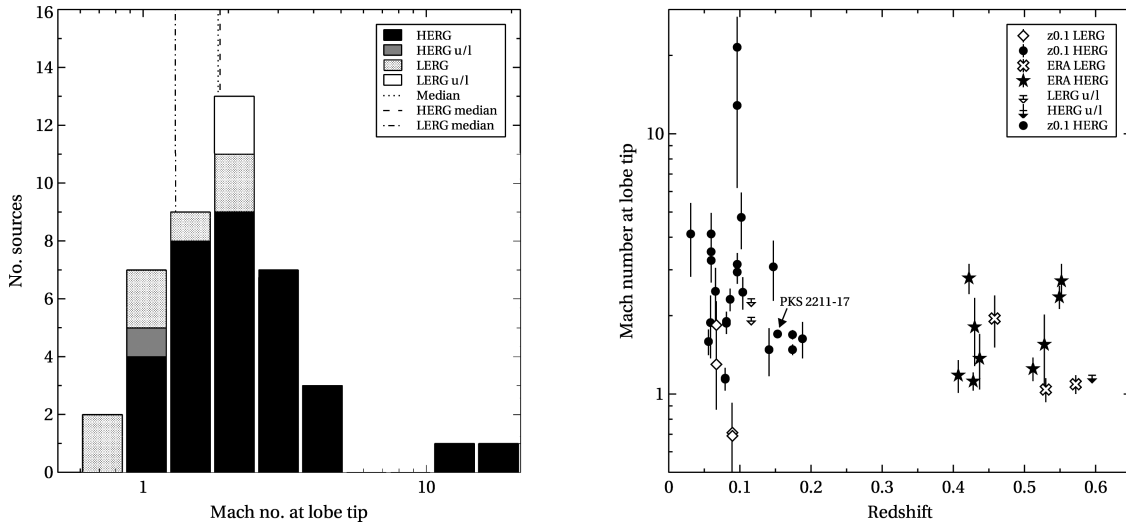 16
14
12
10
8
6
4
2
0
No. sources
1
10
Mach no. at lobe tip
HERG
HERG u/l
LERG
LERG u/l
Median
HERG median
LERG median
10
1
Mach number at lobe tip
0
0.1
0.2
0.3
0.4
0.5
0.6
Redshift
z0.1 LERG
z0.1 HERG
ERA LERG
ERA HERG
LERG u/l
HERG u/l
z0.1 HERG
PKS 2211-17